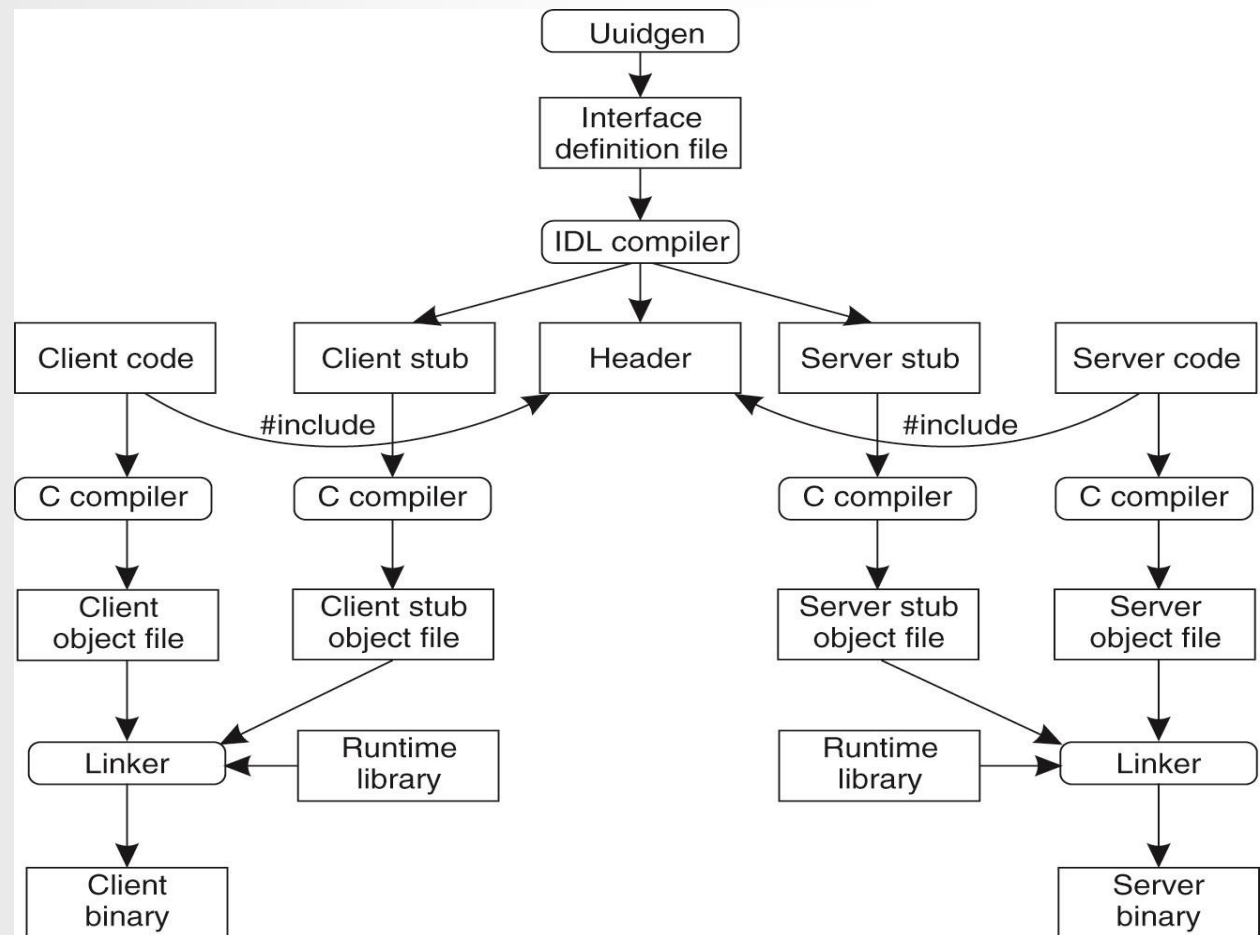 Uuidgen
Interface
definition file
IDL compiler
Client code
Client stub
Header
Server stub
Server code
#include
#include
C compiler
C compiler
C compiler
C compiler
Client
object file
Client stub
object file
Server stub
object file
Server
object file
Linker
Runtime
library
Runtime
library
Linker
Client
binary
Server
binary